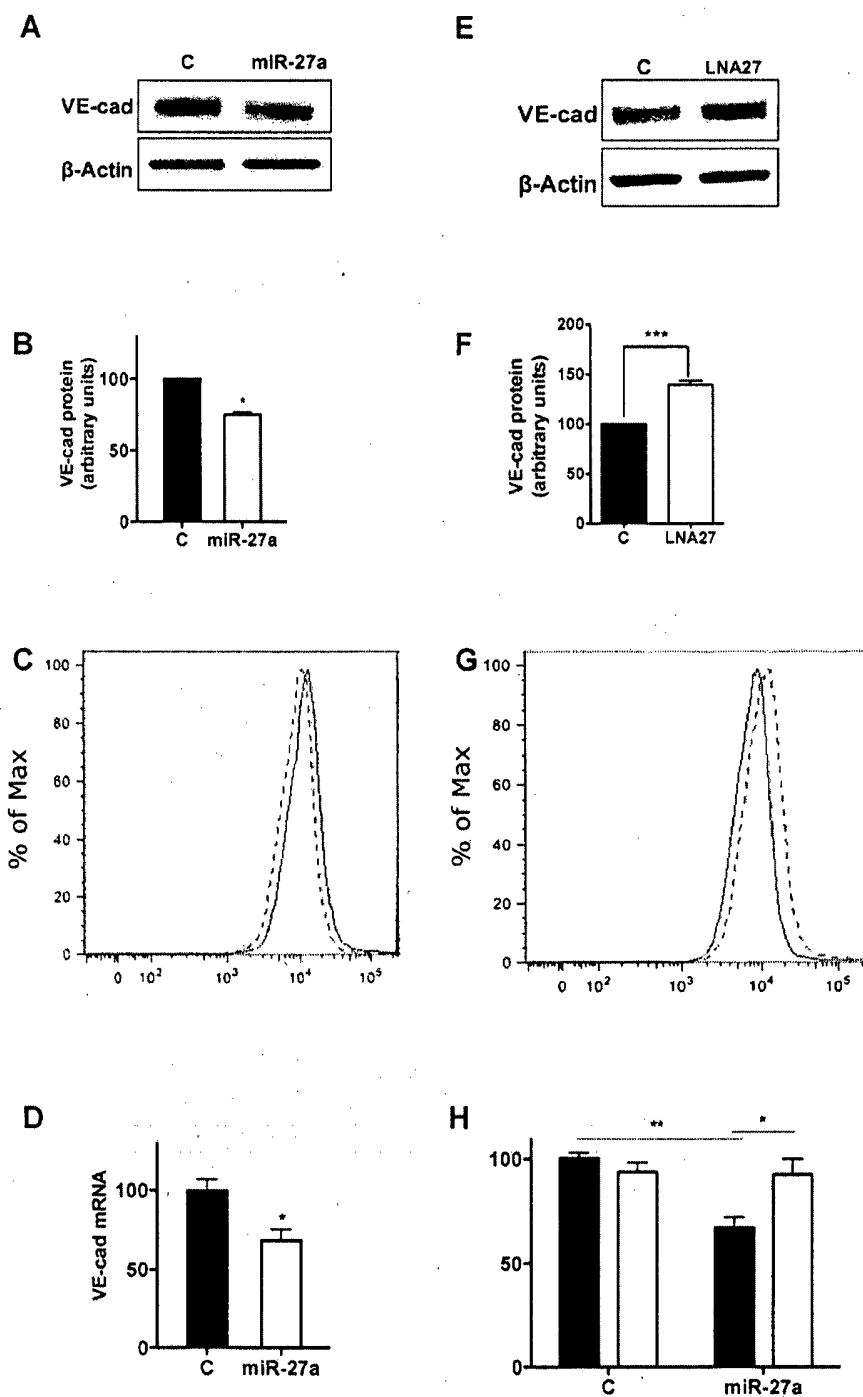 A
C miR-27a
VE-cad
β-Actin
E
C LNA27
VE-cad
β-Actin
B
VE-cad protein
(arbitrary units)
100
50
0
*
C miR-27a
F
VE-cad protein
(arbitrary units)
200
150
100
50
0
***
C LNA27
C
% of Max
100
80
60
40
20
0
0 10² 10³ 10⁴ 10⁵
G
% of Max
100
80
60
40
20
0
0 10² 10³ 10⁴ 10⁵
D
VE-cad mRNA
100
50
0
*
C miR-27a
H
100
50
0
** *
C miR-27a